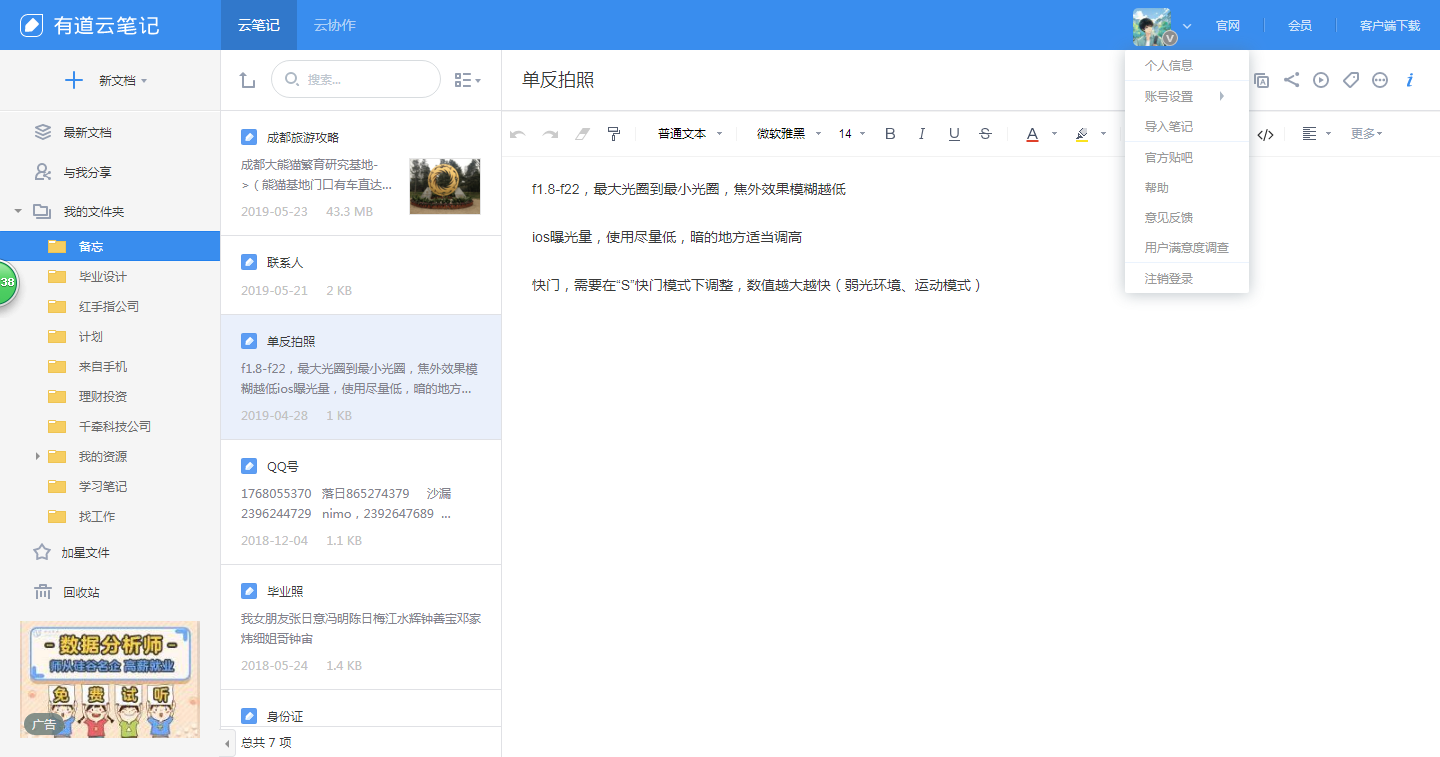 有道云笔记
云笔记
云协作
官网
会员
客户端下载
新文档
搜索...
单反拍照
个人信息
账号设置
导入笔记
官方贴吧
帮助
意见反馈
用户满意度调查
注销登录
最新文档
与我分享
我的文件夹
备忘
毕业设计
红手指公司
计划
来自手机
理财投资
千牵科技公司
我的资源
学习笔记
找工作
加星文件
回收站
38
- 数据分析师 -
师从硅谷名企 高薪就业
免费试听
广告
成都旅游攻略
成都大熊猫繁育研究基地-
>（熊猫基地门口有车直达...
2019-05-23 43.3 MB
联系人
2019-05-21 2 KB
单反拍照
f1.8-f22，最大光圈到最小光圈，焦外效果模
糊越低ios曝光量，使用尽量低，暗的地方...
2019-04-28 1 KB
QQ号
1768055370 落日865274379 沙漏
2396244729 nimo，2392647689 ...
2018-12-04 1.1 KB
毕业照
我女朋友张日意冯明陈日梅江水辉钟善宝邓家
炜细姐哥钟宙
2018-05-24 1.4 KB
身份证
总共 7 项
普通文本
微软雅黑
14
B I U S A
</>
更多
f1.8-f22，最大光圈到最小光圈，焦外效果模糊越低
ios曝光量，使用尽量低，暗的地方适当调高
快门，需要在“S”快门模式下调整，数值越大越快（弱光环境、运动模式）